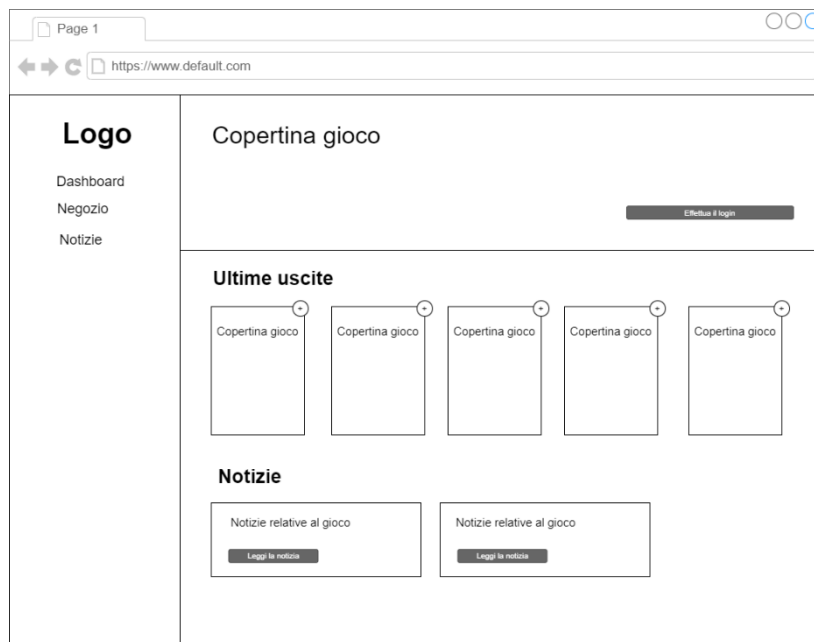 Page 1
https://www.default.com
Logo
Dashboard
Negozio
Notizie
Copertina gioco
Effettua il login
Ultime uscite
+ + + + +
Copertina gioco Copertina gioco Copertina gioco Copertina gioco Copertina gioco
Notizie
Notizie relative al gioco Notizie relative al gioco
Leggi la notizia Leggi la notizia